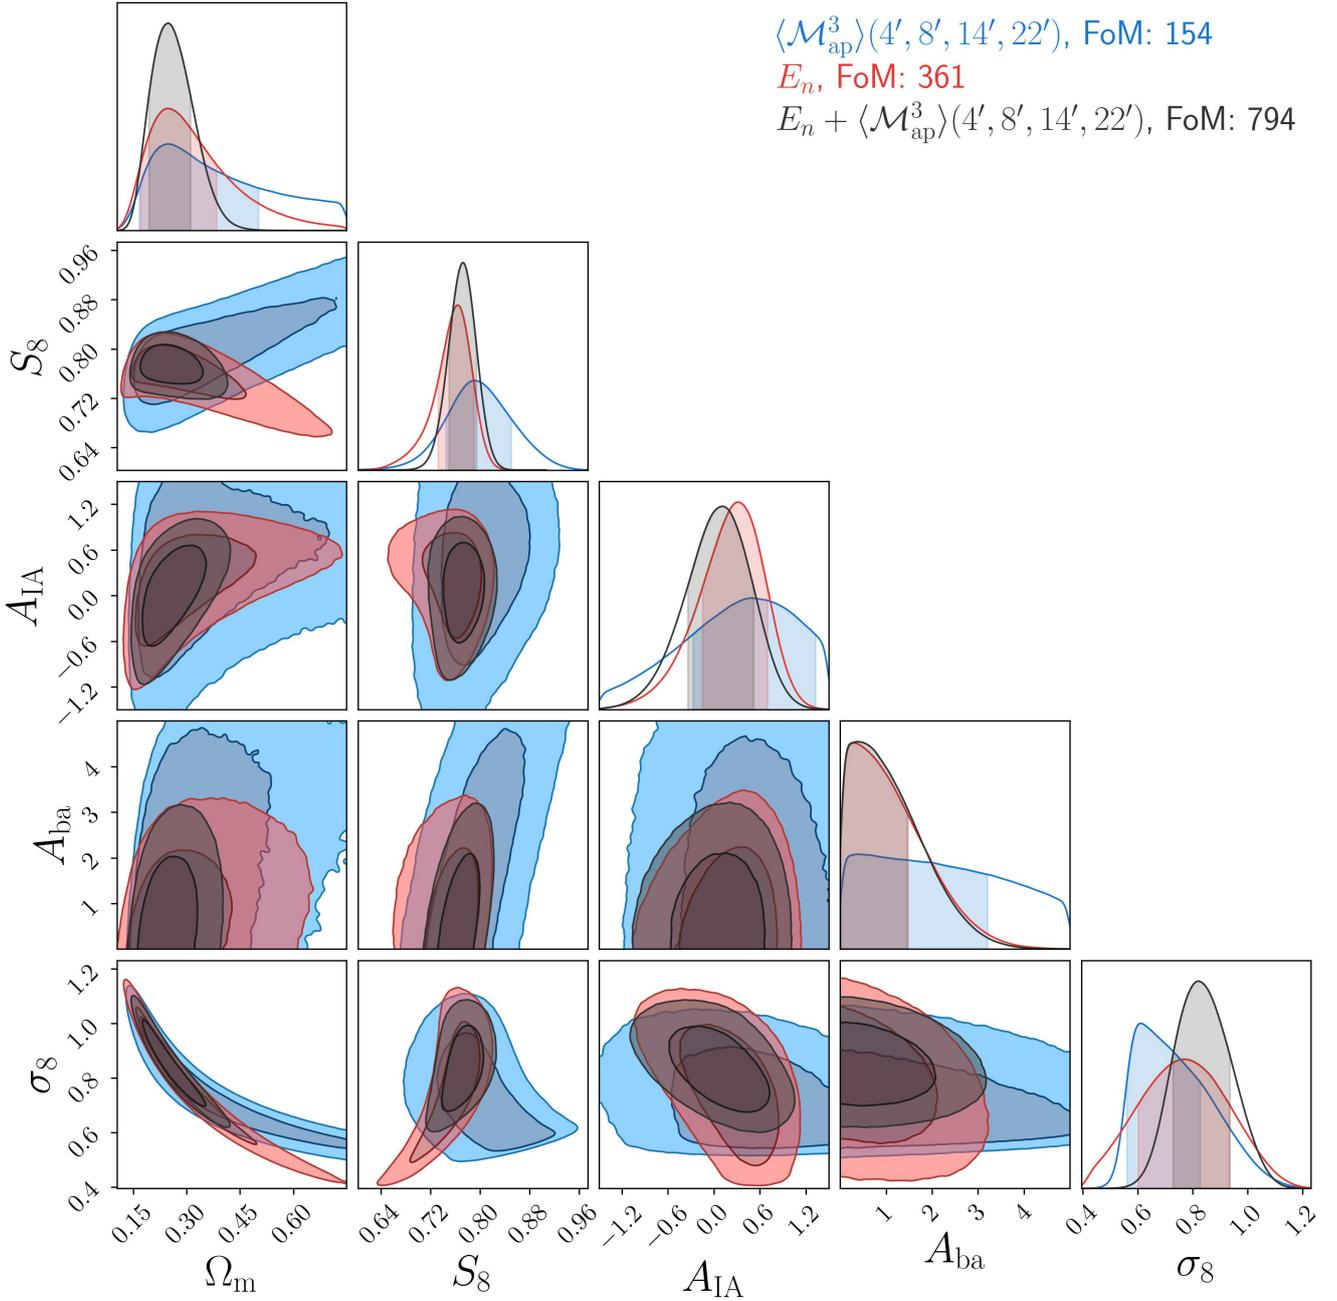 ⟨ℳ³ap⟩(4′, 8′, 14′, 22′), FoM: 154
Eₙ, FoM: 361
Eₙ + ⟨ℳ³ap⟩(4′, 8′, 14′, 22′), FoM: 794
S₈
0.96
0.88
0.80
0.72
0.64
A_IA
1.2
0.6
0.0
−0.6
−1.2
A_ba
4
3
2
1
σ₈
1.2
1.0
0.8
0.6
0.4
0.15 0.30 0.45 0.60
0.64 0.72 0.80 0.88 0.96
−1.2 −0.6 0.0 0.6 1.2
1 2 3 4
0.4 0.6 0.8 1.0 1.2
Ω_m S₈ A_IA A_ba σ₈